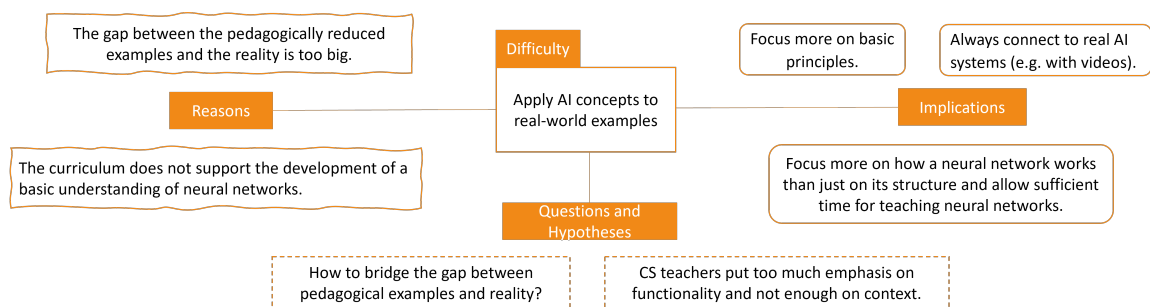 The gap between the pedagogically reduced
examples and the reality is too big.
Reasons
The curriculum does not support the development of a
basic understanding of neural networks.
Difficulty
Apply AI concepts to
real-world examples
Questions and
Hypotheses
How to bridge the gap between
pedagogical examples and reality?
CS teachers put too much emphasis on
functionality and not enough on context.
Focus more on basic
principles.
Always connect to real AI
systems (e.g. with videos).
Implications
Focus more on how a neural network works
than just on its structure and allow sufficient
time for teaching neural networks.